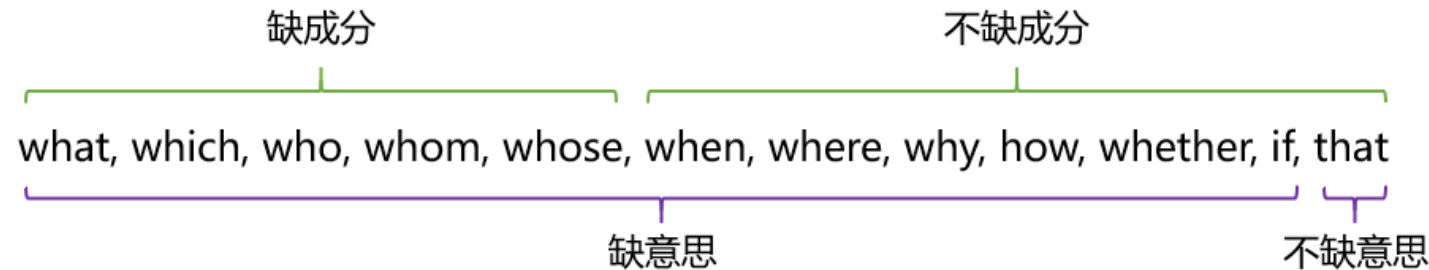 缺成分 不缺成分
what, which, who, whom, whose, when, where, why, how, whether, if, that
缺意思 不缺意思